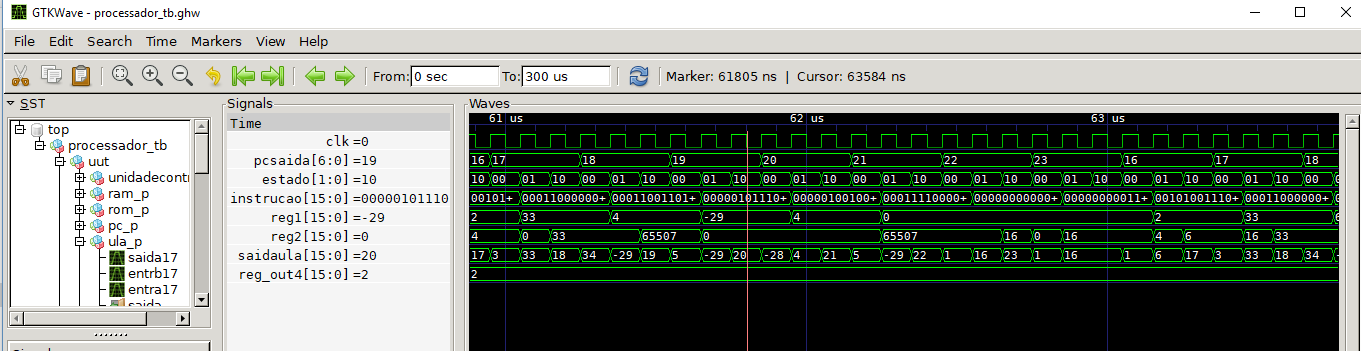 GTKWave - processador_tb.ghw
File Edit Search Time Markers View Help
From: 0 sec To: 300 us Marker: 61805 ns | Cursor: 63584 ns
SST
top
processador_tb
uut
unidadecontr
ram_p
rom_p
pc_p
ula_p
saida17
entrb17
entra17
Signals
Time
clk =0
pcsaida[6:0] =19
estado[1:0] =10
instrucao[15:0] =00000101110
reg1[15:0] =-29
reg2[15:0] =0
saidaula[15:0] =20
reg_out4[15:0] =2
Waves
61 us 62 us 63 us
16 17 18 19 20 21 22 23 16 17 18
10 00 01 10 00 01 10 00 01 10 00 01 10 00 01 10 00 01 10 00 01 10 00 01 10 00 01 10 00
00101+ 00011000000+ 00011001101+ 00000101110+ 00000100100+ 00011110000+ 00000000000+ 00000000011+ 00101001110+ 00011000000+
2 33 4 -29 4 0 2 33
4 0 33 65507 0 65507 16 0 16 4 6 16 33
17 3 33 18 34 -29 19 5 -29 20 -28 4 21 5 -29 22 1 16 23 1 16 1 6 17 3 33 18 34
2